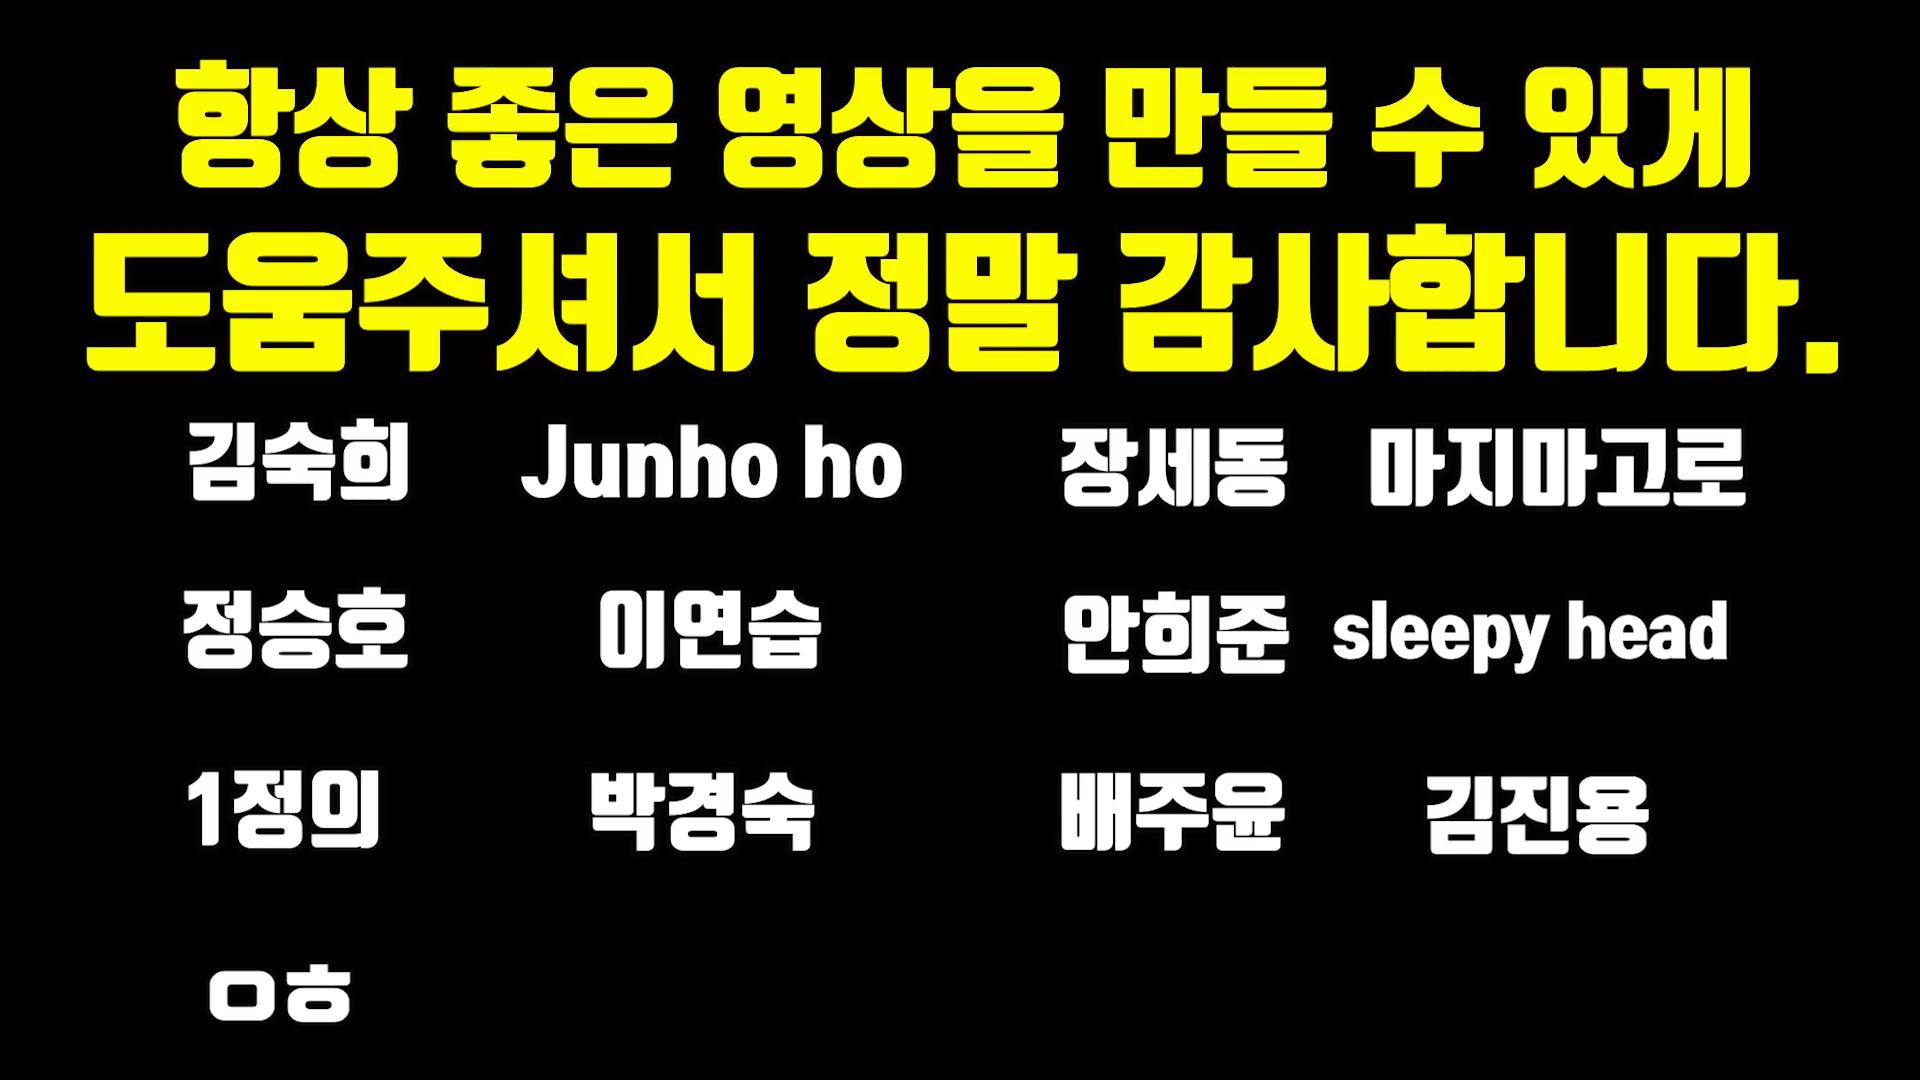 항상 좋은 영상을 만들 수 있게
도움주셔서 정말 감사합니다.
김숙희 Junho ho 장세동 마지마고로
정승호 이연습 안희준 sleepy head
1정의 박경숙 배주윤 김진용
ㅁㅎ